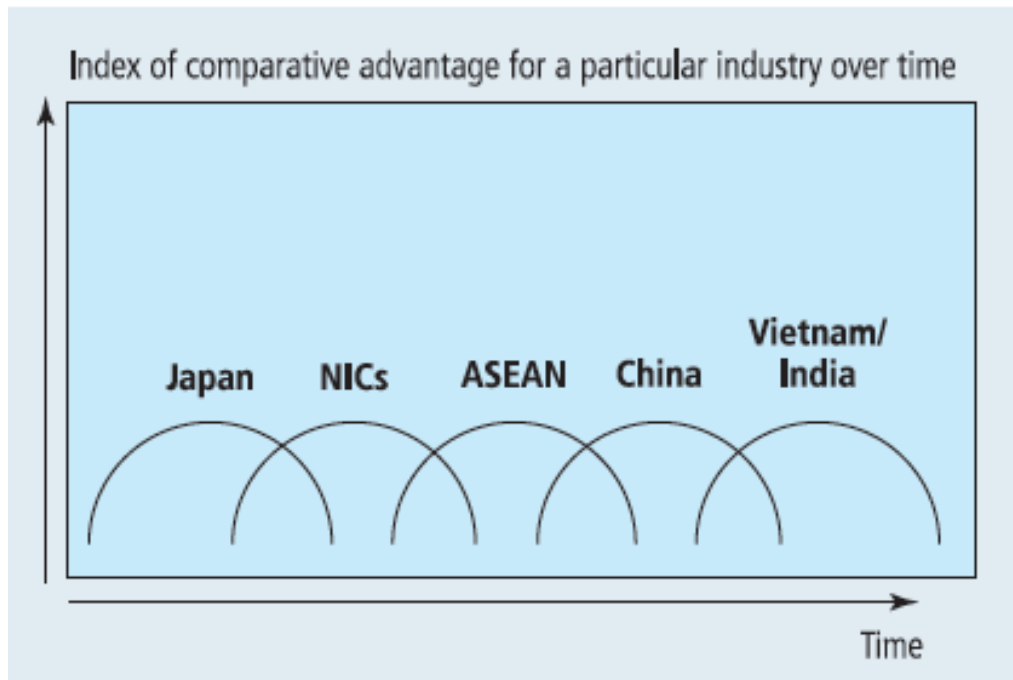 Index of comparative advantage for a particular industry over time
Vietnam/
Japan NICs ASEAN China India
Time